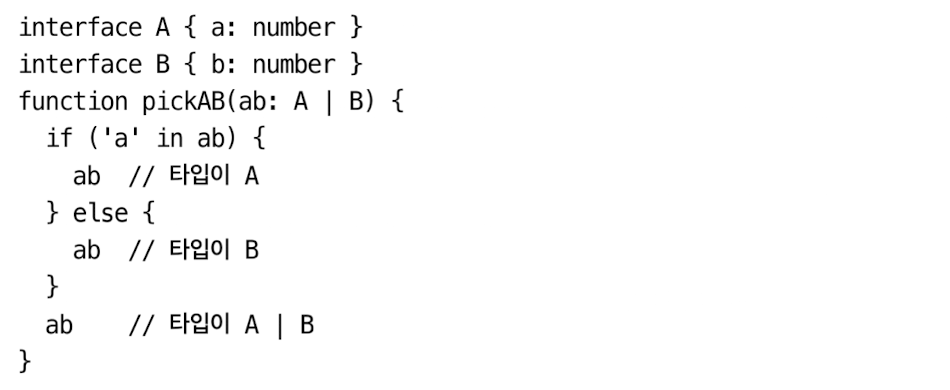 interface A { a: number }
interface B { b: number }
function pickAB(ab: A | B) {
  if ('a' in ab) {
    ab  // 타입이 A
  } else {
    ab  // 타입이 B
  }
  ab    // 타입이 A | B
}